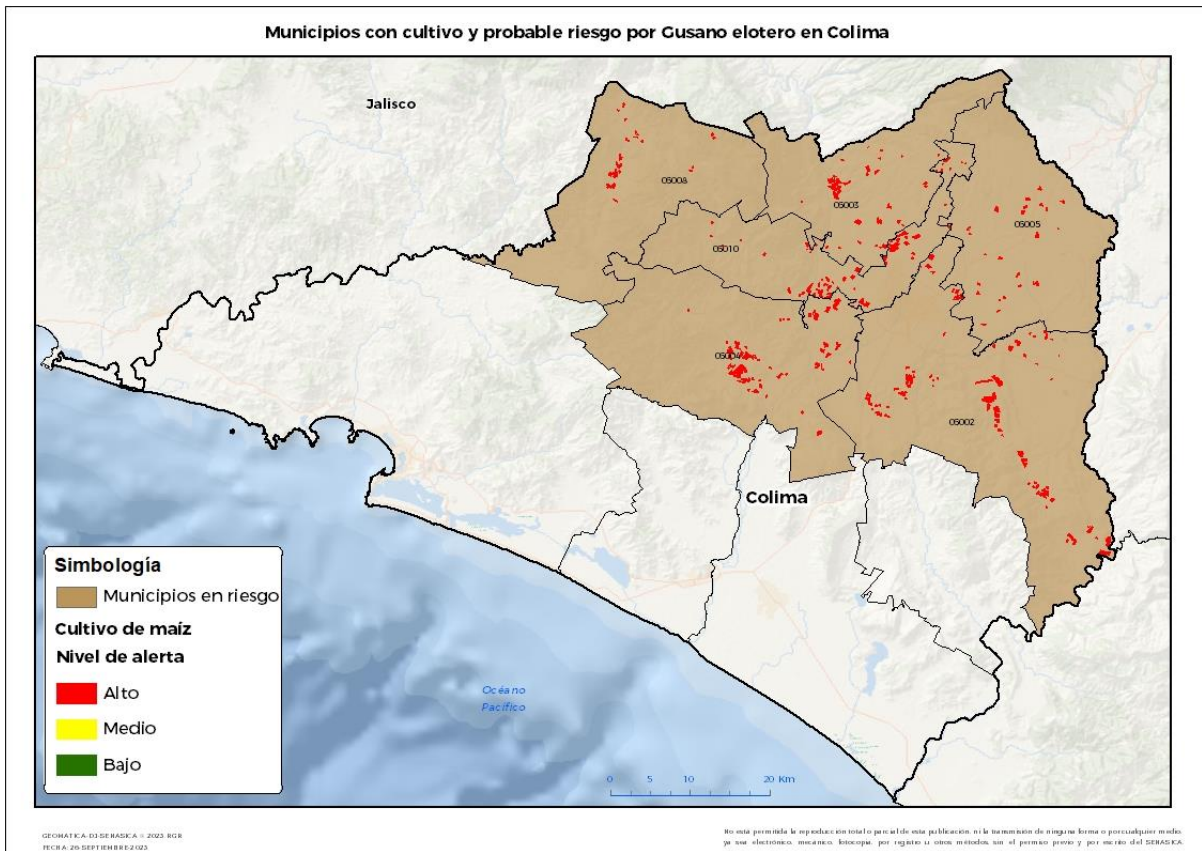 Municipios con cultivo y probable riesgo por Gusano elotero en Colima
Jalisco
06008
06003
06005
06010
06004
06002
Colima
Simbología
Municipios en riesgo
Cultivo de maíz
Nivel de alerta
Alto
Medio
Bajo
Océano
Pacífico
0 5 10 20 Km
GEOMATICA-DJ-SENASICA © 2023 RGR
FECHA: 26-SEPTIEMBRE-2023
No está permitida la reproducción total o parcial de esta publicación, ni la transmisión de ninguna forma o por cualquier medio,
ya sea electrónico, mecánico, fotocopia, por registro u otros métodos, sin el permiso previo y por escrito del SENASICA.